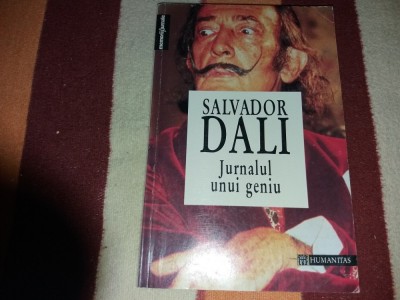 SALVADOR
DALI
Jurnalul
unui geniu
HUMANITAS